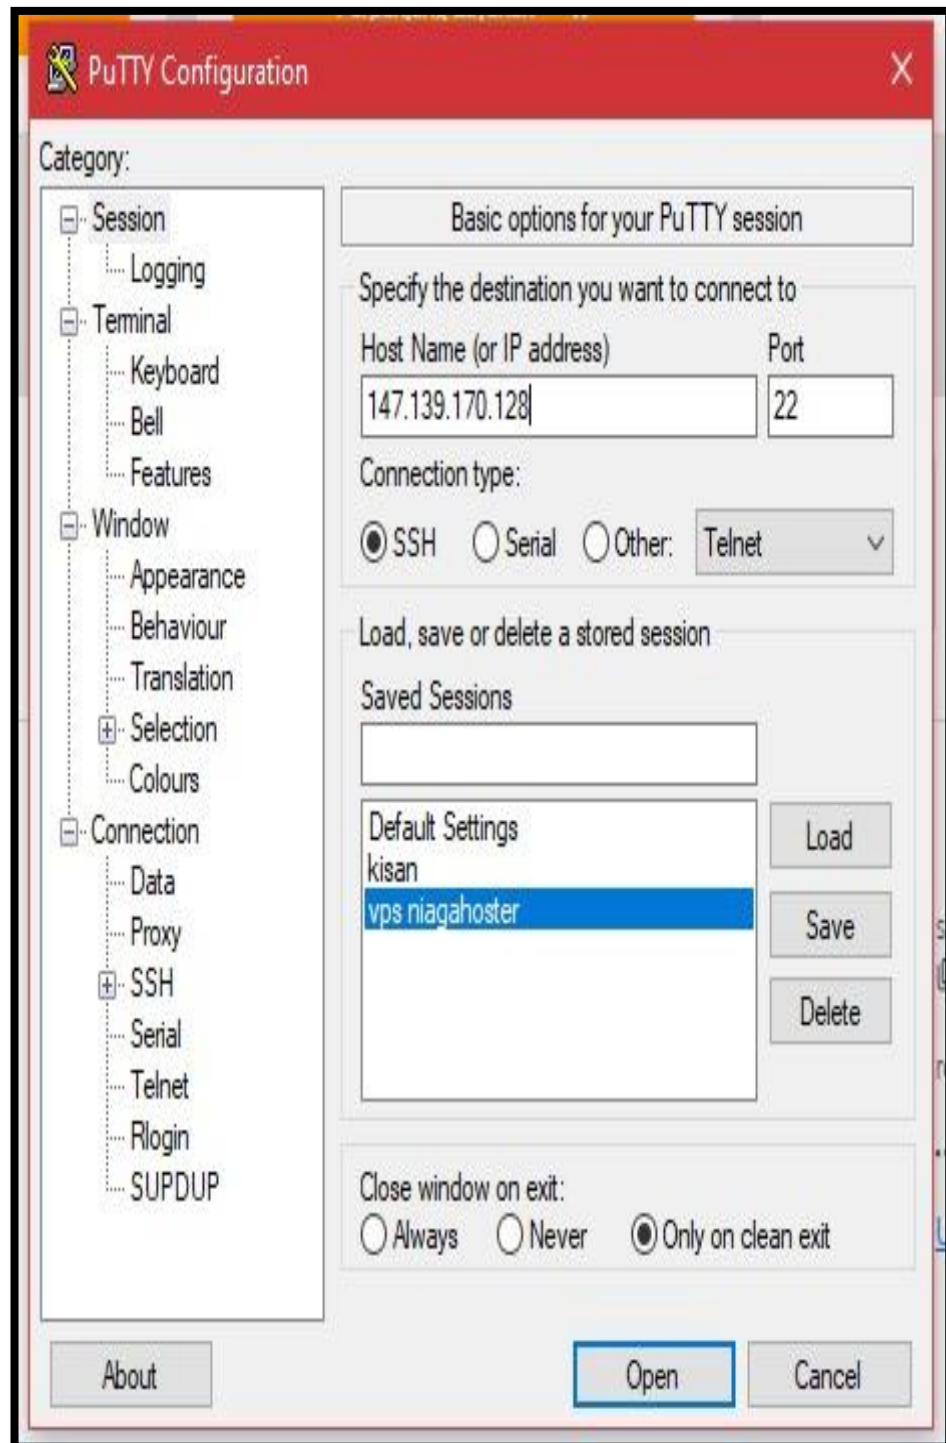 PuTTY Configuration
Category:
Session
Logging
Terminal
Keyboard
Bell
Features
Window
Appearance
Behaviour
Translation
Selection
Colours
Connection
Data
Proxy
SSH
Serial
Telnet
Rlogin
SUPDUP
Basic options for your PuTTY session
Specify the destination you want to connect to
Host Name (or IP address) Port
147.139.170.128 22
Connection type:
SSH Serial Other: Telnet
Load, save or delete a stored session
Saved Sessions
Default Settings
kisan
vps niagahoster
Load
Save
Delete
Close window on exit:
Always Never Only on clean exit
About Open Cancel